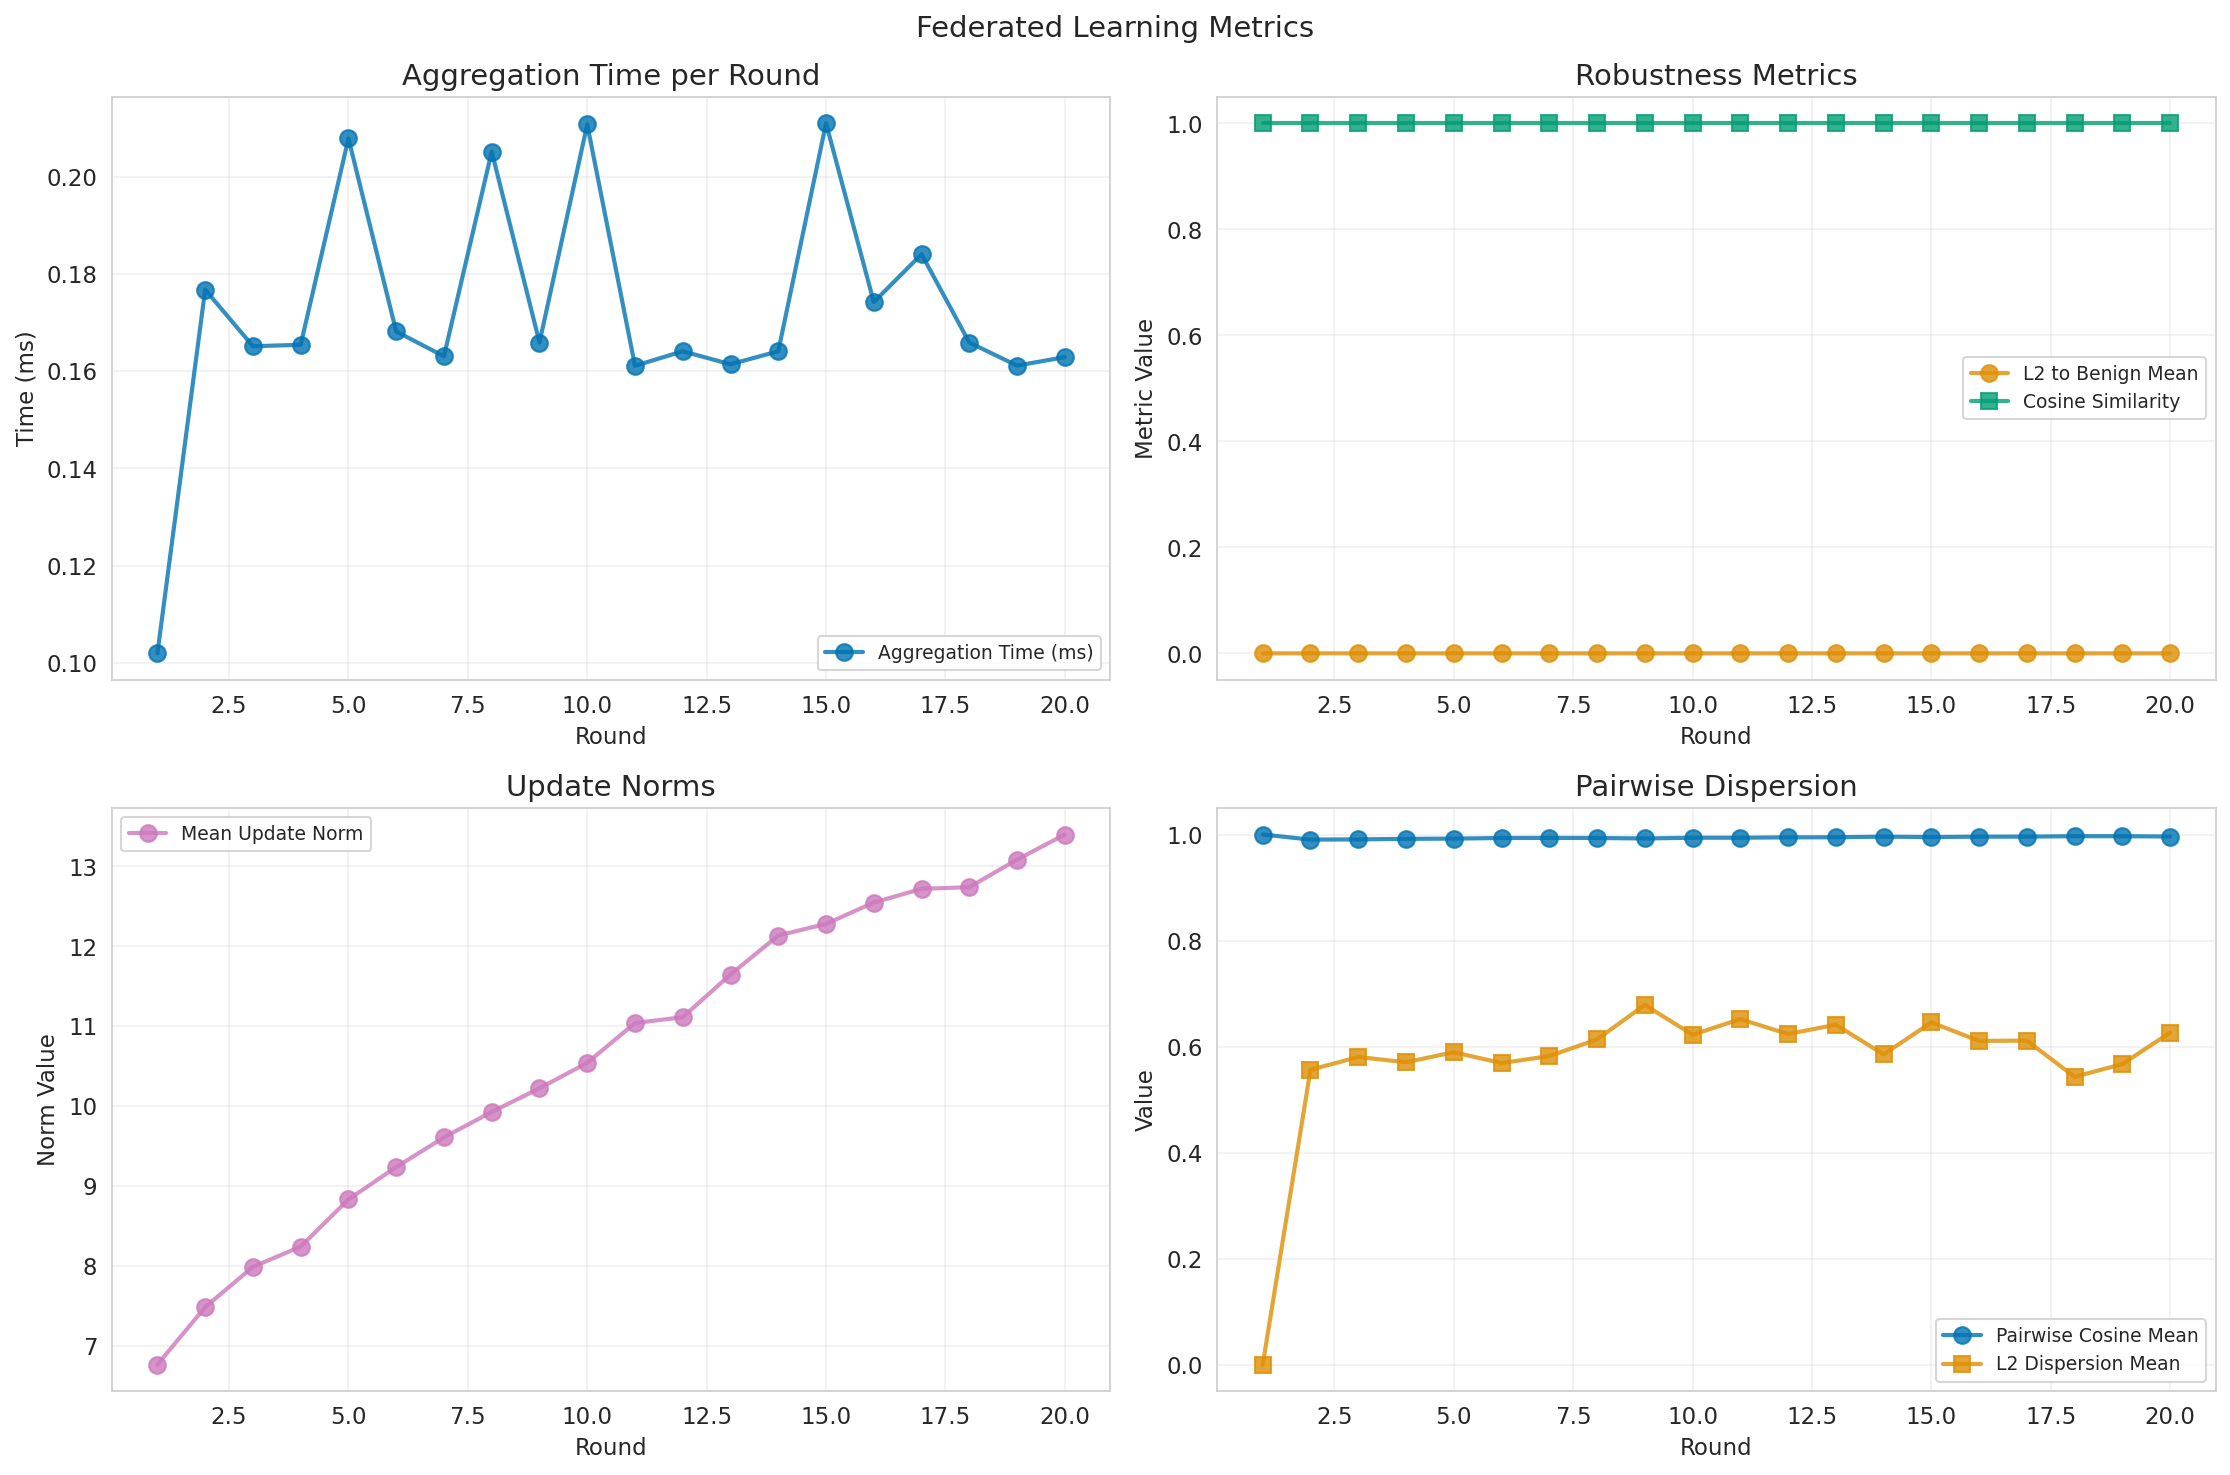 Federated Learning Metrics
Aggregation Time per Round
Time (ms)
0.20
0.18
0.16
0.14
0.12
0.10
Aggregation Time (ms)
2.5 5.0 7.5 10.0 12.5 15.0 17.5 20.0
Round
Robustness Metrics
Metric Value
1.0
0.8
0.6
0.4
0.2
0.0
L2 to Benign Mean
Cosine Similarity
2.5 5.0 7.5 10.0 12.5 15.0 17.5 20.0
Round
Update Norms
Norm Value
Mean Update Norm
13
12
11
10
9
8
7
2.5 5.0 7.5 10.0 12.5 15.0 17.5 20.0
Round
Pairwise Dispersion
Value
1.0
0.8
0.6
0.4
0.2
0.0
Pairwise Cosine Mean
L2 Dispersion Mean
2.5 5.0 7.5 10.0 12.5 15.0 17.5 20.0
Round